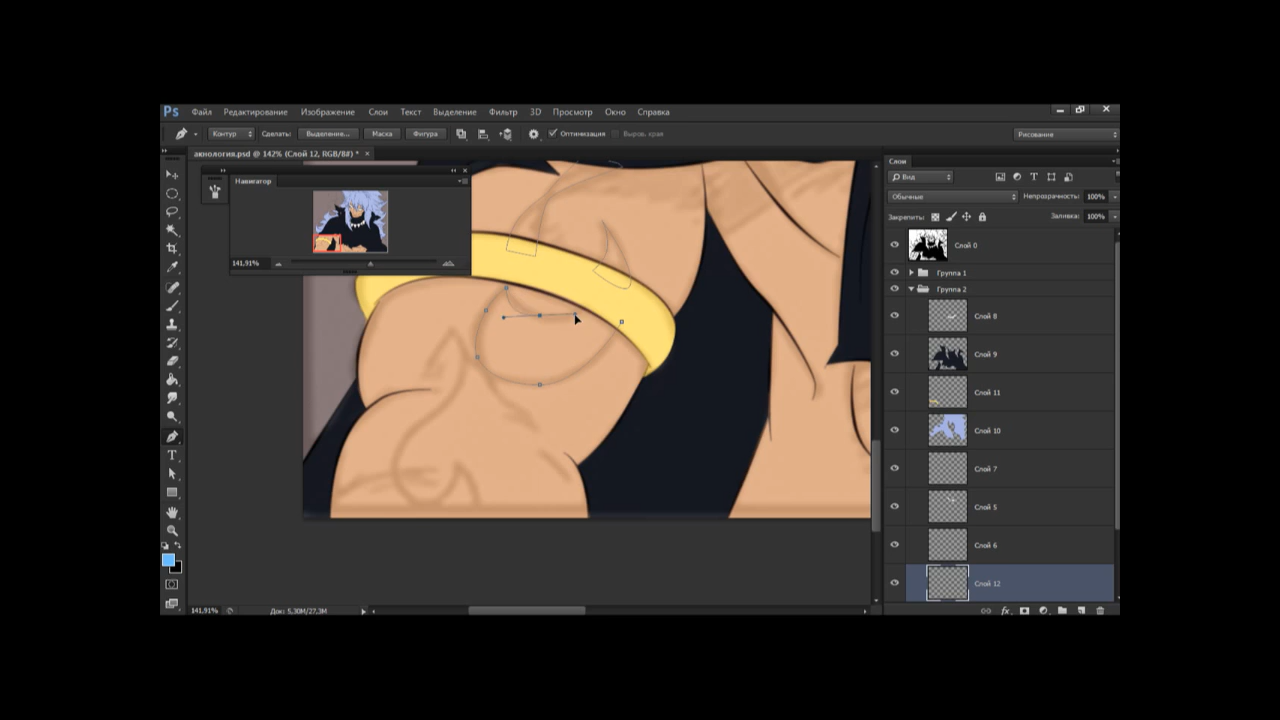 Ps Файл Редактирование Изображение Слои Текст Выделение Фильтр 3D Просмотр Окно Справка
Контур Сделать: Выделение... Маска Фигура Оптимизация Выров. края Рисование
акнология.psd @ 142% (Слой 12, RGB/8#) * ×
Слои
Вид
Навигатор
Обычные Непрозрачность: 100%
Закрепить: Заливка: 100%
Слой 0
141,91%
Группа 1
Группа 2
Слой 8
Слой 9
Слой 11
Слой 10
Слой 7
Слой 5
Слой 6
Слой 12
141,91% Док: 5,30M/27,3M